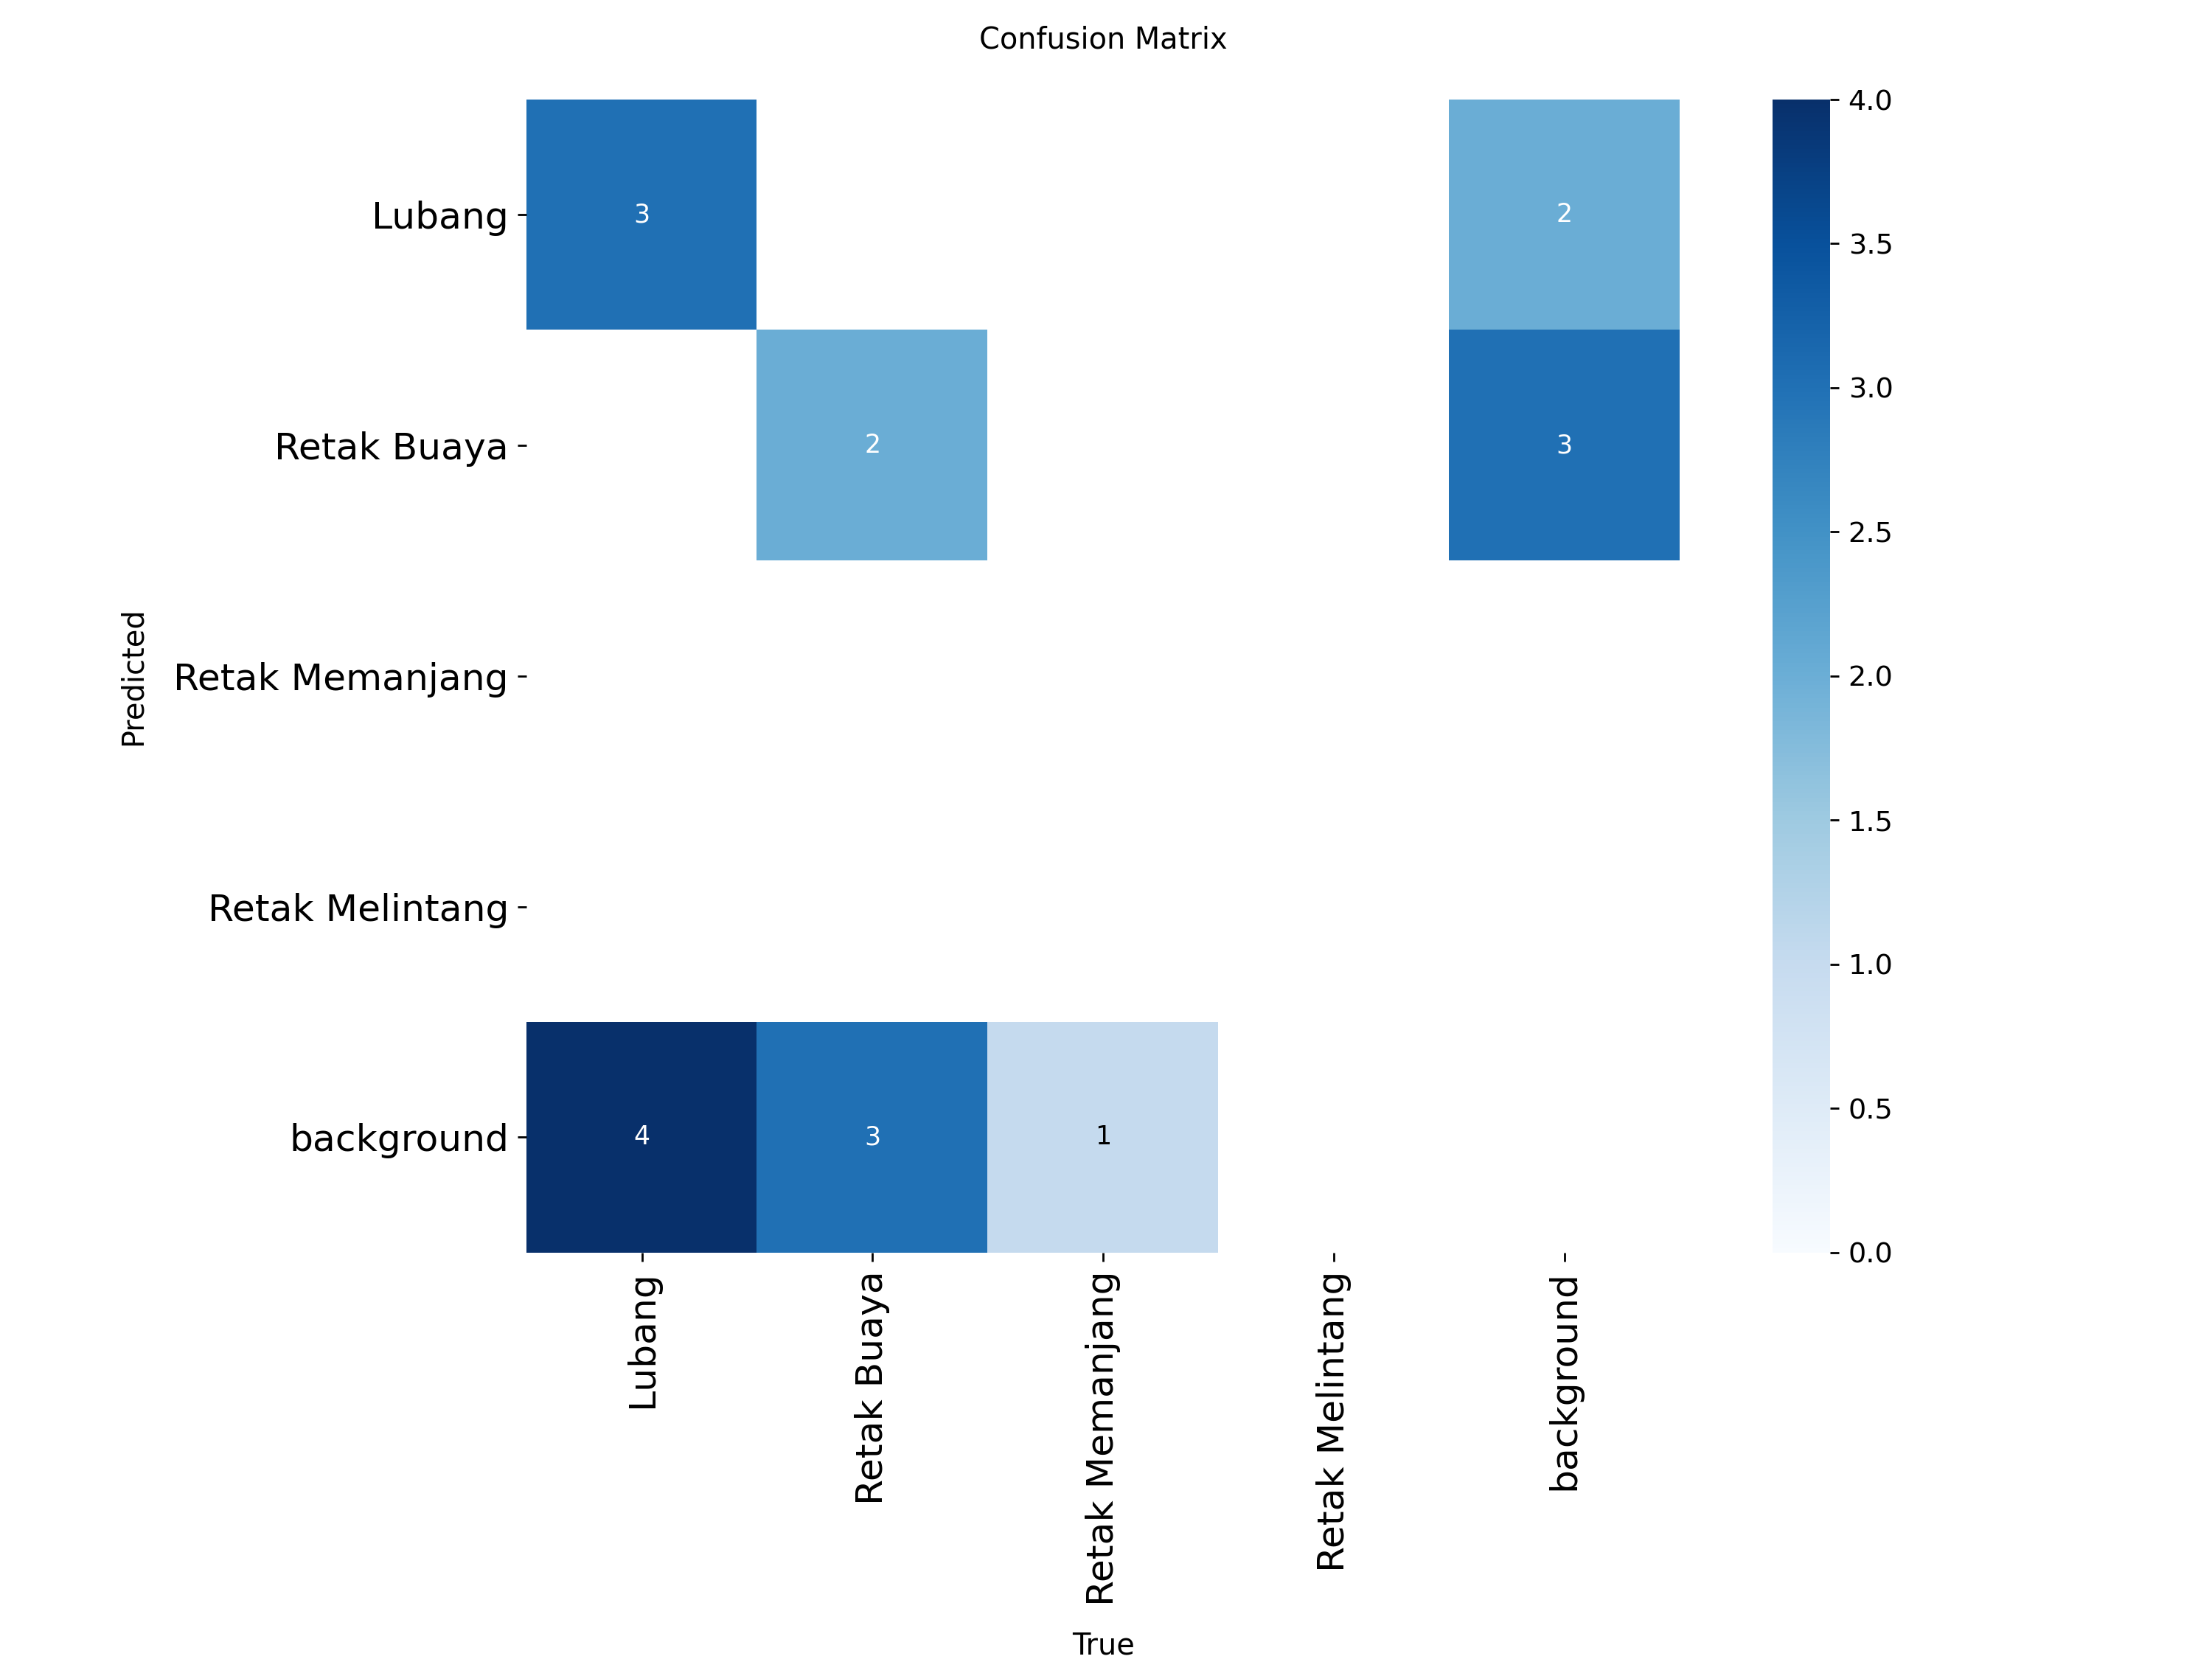 Confusion Matrix
Lubang
3
2
4.0
3.5
Retak Buaya
2
3
3.0
2.5
Predicted
Retak Memanjang
2.0
1.5
Retak Melintang
1.0
background
4
3
1
0.5
0.0
Lubang
Retak Buaya
Retak Memanjang
Retak Melintang
background
True